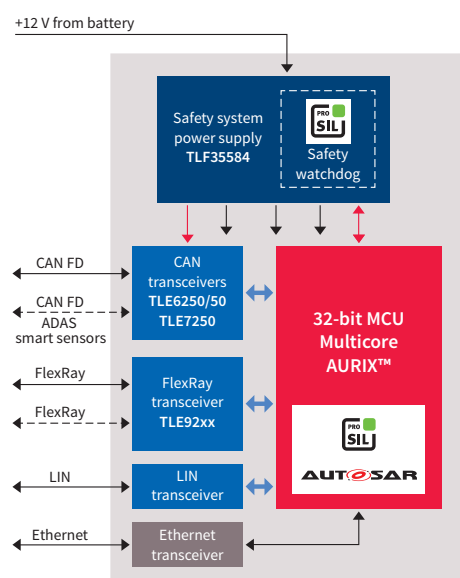 +12 V from battery
Safety system
power supply
TLF35584
PRO
SIL
Safety
watchdog
CAN FD
CAN FD
ADAS
smart sensors
CAN
transceivers
TLE6250/50
TLE7250
32-bit MCU
Multicore
AURIX™
FlexRay
FlexRay
FlexRay
transceiver
TLE92xx
PRO
SIL
AUTOSAR
LIN
LIN
transceiver
Ethernet
Ethernet
transceiver